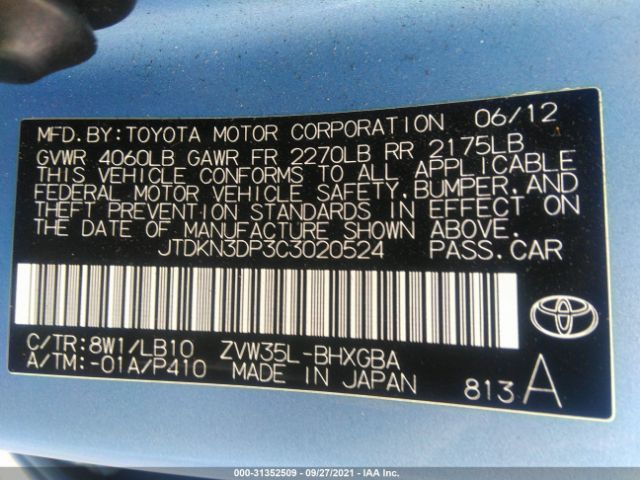 MFD. BY: TOYOTA MOTOR CORPORATION 06/12
GVWR 4060LB GAWR FR 2270LB RR 2175LB
THIS VEHICLE CONFORMS TO ALL APPLICABLE
FEDERAL MOTOR VEHICLE SAFETY, BUMPER, AND
THEFT PREVENTION STANDARDS IN EFFECT ON
THE DATE OF MANUFACTURE SHOWN ABOVE.
JTDKN3DP3C3020524 PASS. CAR
C/TR: 8W1/LB10 ZVW35L-BHXGBA
A/TM: -01A/P410 MADE IN JAPAN 813 A
000-31352509 - 09/27/2021 - IAA